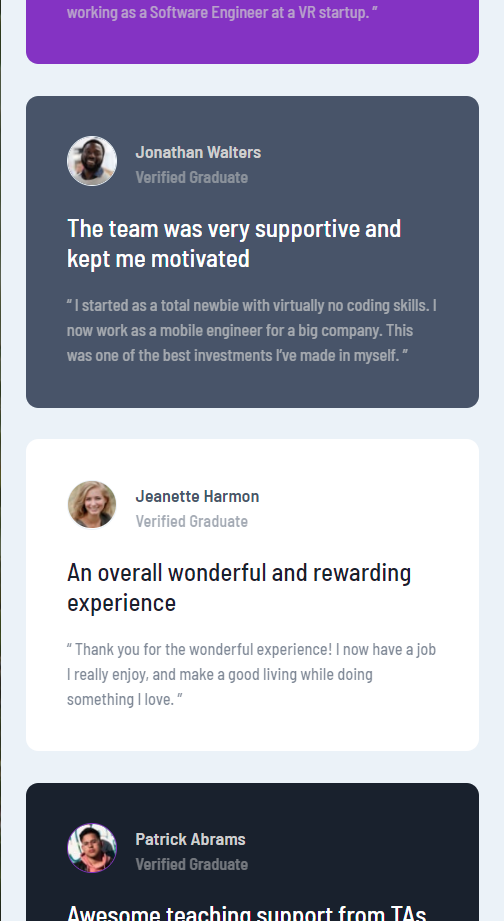 working as a Software Engineer at a VR startup. ”
Jonathan Walters
Verified Graduate
The team was very supportive and
kept me motivated
“ I started as a total newbie with virtually no coding skills. I
now work as a mobile engineer for a big company. This
was one of the best investments I’ve made in myself. ”
Jeanette Harmon
Verified Graduate
An overall wonderful and rewarding
experience
“ Thank you for the wonderful experience! I now have a job
I really enjoy, and make a good living while doing
something I love. ”
Patrick Abrams
Verified Graduate
Awesome teaching support from TAs